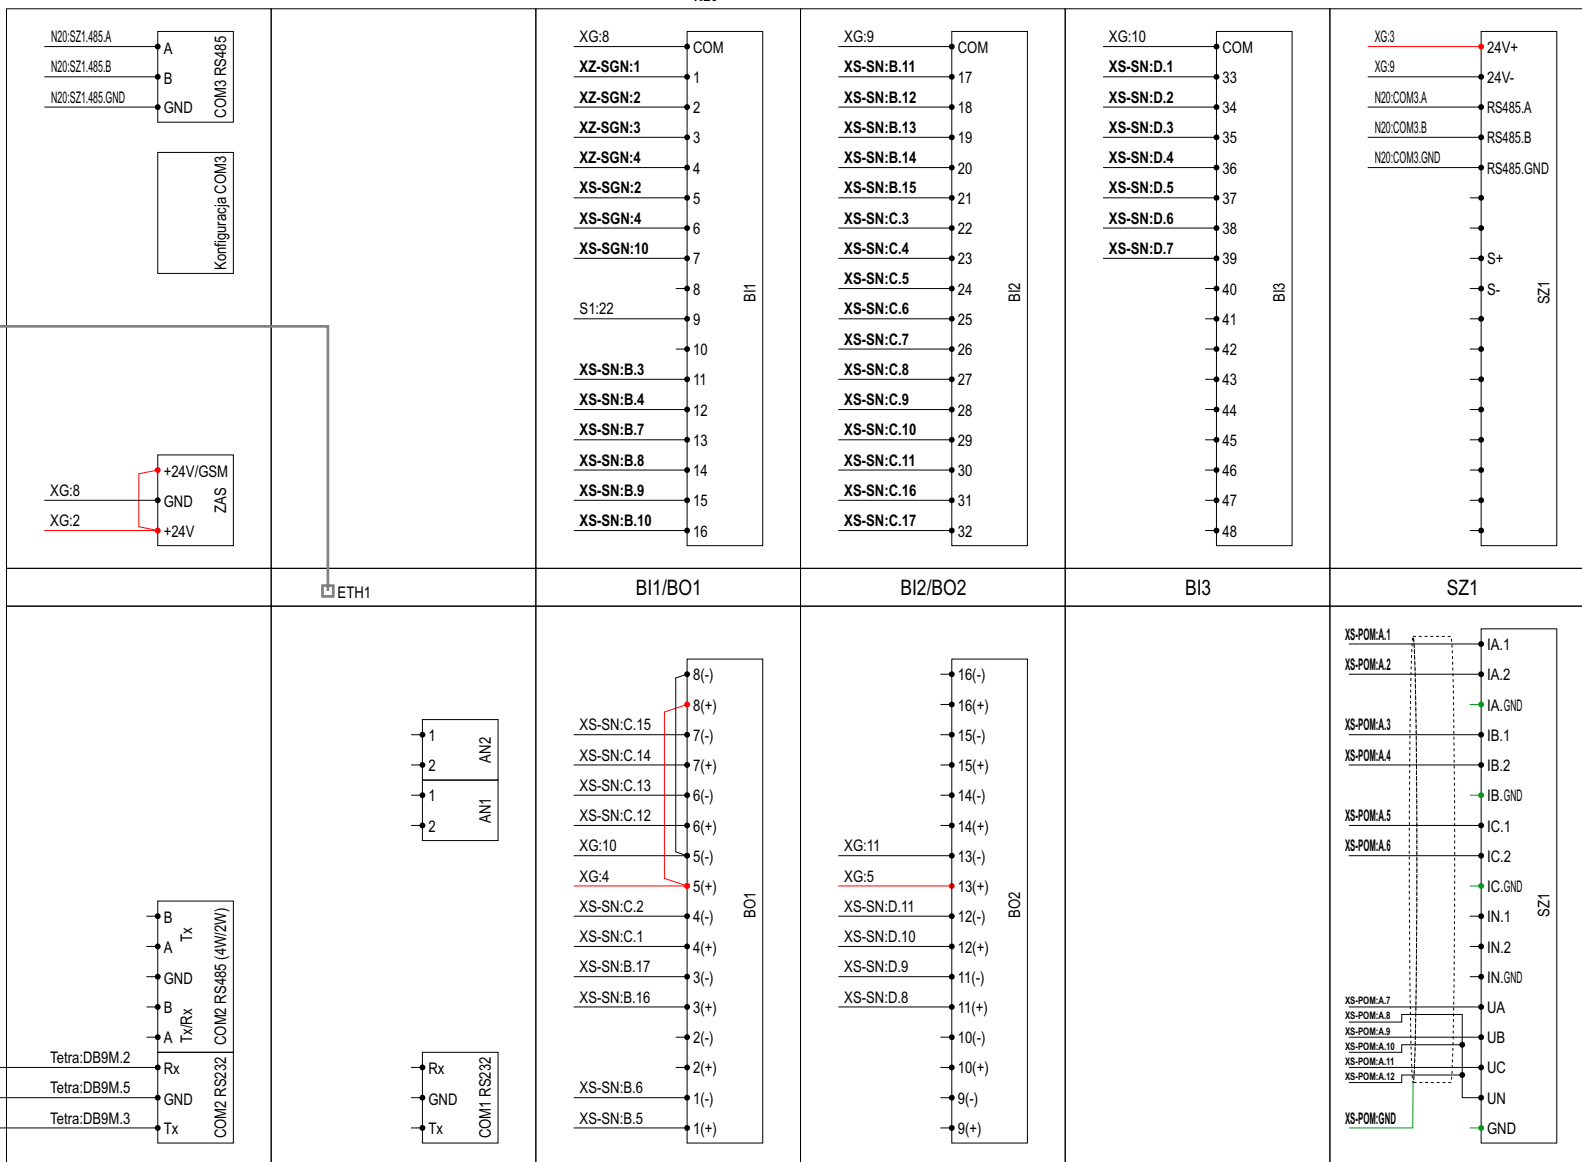 N20:SZ1.485.A
A
N20:SZ1.485.B
B
N20:SZ1.485.GND
GND
COM3 RS485
Konfiguracja COM3
+24V/GSM
XG:8
GND
XG:2
+24V
ZAS
XG:8
COM
XZ-SGN:1
1
XZ-SGN:2
2
XZ-SGN:3
3
XZ-SGN:4
4
XS-SGN:2
5
XS-SGN:4
6
XS-SGN:10
7
8
S1:22
9
10
XS-SN:B.3
11
XS-SN:B.4
12
XS-SN:B.7
13
XS-SN:B.8
14
XS-SN:B.9
15
XS-SN:B.10
16
BI1
XG:9
COM
XS-SN:B.11
17
XS-SN:B.12
18
XS-SN:B.13
19
XS-SN:B.14
20
XS-SN:B.15
21
XS-SN:C.3
22
XS-SN:C.4
23
XS-SN:C.5
24
XS-SN:C.6
25
XS-SN:C.7
26
XS-SN:C.8
27
XS-SN:C.9
28
XS-SN:C.10
29
XS-SN:C.11
30
XS-SN:C.16
31
XS-SN:C.17
32
BI2
XG:10
COM
XS-SN:D.1
33
XS-SN:D.2
34
XS-SN:D.3
35
XS-SN:D.4
36
XS-SN:D.5
37
XS-SN:D.6
38
XS-SN:D.7
39
40
41
42
43
44
45
46
47
48
BI3
XG:3
24V+
XG:9
24V-
N20:COM3.A
RS485.A
N20:COM3.B
RS485.B
N20:COM3.GND
RS485.GND
S+
S-
SZ1
ETH1
BI1/BO1
BI2/BO2
BI3
SZ1
B
A
Tx
GND
B
A
Tx/Rx
COM2 RS485 (4W/2W)
Tetra:DB9M.2
Rx
Tetra:DB9M.5
GND
Tetra:DB9M.3
Tx
COM2 RS232
1
2
AN2
1
2
AN1
Rx
GND
Tx
COM1 RS232
8(-)
8(+)
XS-SN:C.15
7(-)
XS-SN:C.14
7(+)
XS-SN:C.13
6(-)
XS-SN:C.12
6(+)
XG:10
5(-)
XG:4
5(+)
XS-SN:C.2
4(-)
XS-SN:C.1
4(+)
XS-SN:B.17
3(-)
XS-SN:B.16
3(+)
2(-)
2(+)
XS-SN:B.6
1(-)
XS-SN:B.5
1(+)
BO1
16(-)
16(+)
15(-)
15(+)
14(-)
14(+)
XG:11
13(-)
XG:5
13(+)
XS-SN:D.11
12(-)
XS-SN:D.10
12(+)
XS-SN:D.9
11(-)
XS-SN:D.8
11(+)
10(-)
10(+)
9(-)
9(+)
BO2
XS-POM:A.1
IA.1
XS-POM:A.2
IA.2
IA.GND
XS-POM:A.3
IB.1
XS-POM:A.4
IB.2
IB.GND
XS-POM:A.5
IC.1
XS-POM:A.6
IC.2
IC.GND
IN.1
IN.2
IN.GND
XS-POM:A.7
UA
XS-POM:A.8
XS-POM:A.9
UB
XS-POM:A.10
XS-POM:A.11
UC
XS-POM:A.12
UN
XS-POM:GND
GND
SZ1